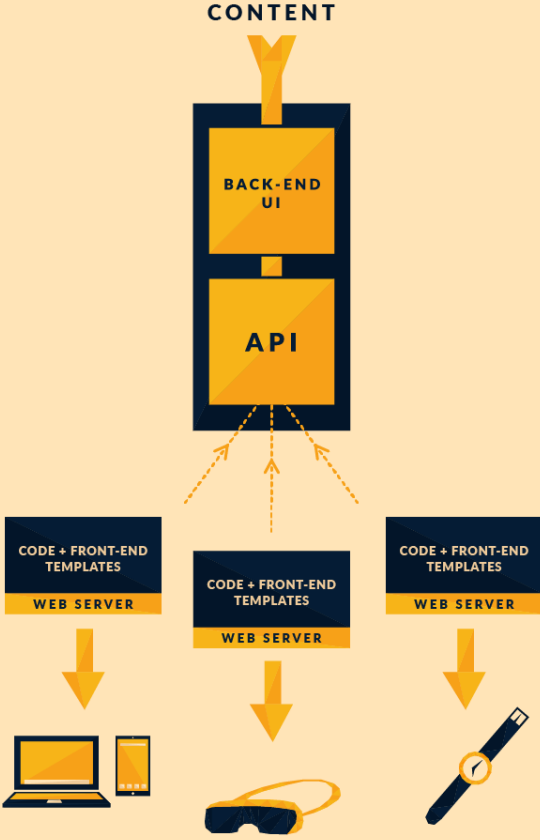 CONTENT
BACK-END
UI
API
CODE + FRONT-END
TEMPLATES
WEB SERVER
CODE + FRONT-END
TEMPLATES
WEB SERVER
CODE + FRONT-END
TEMPLATES
WEB SERVER